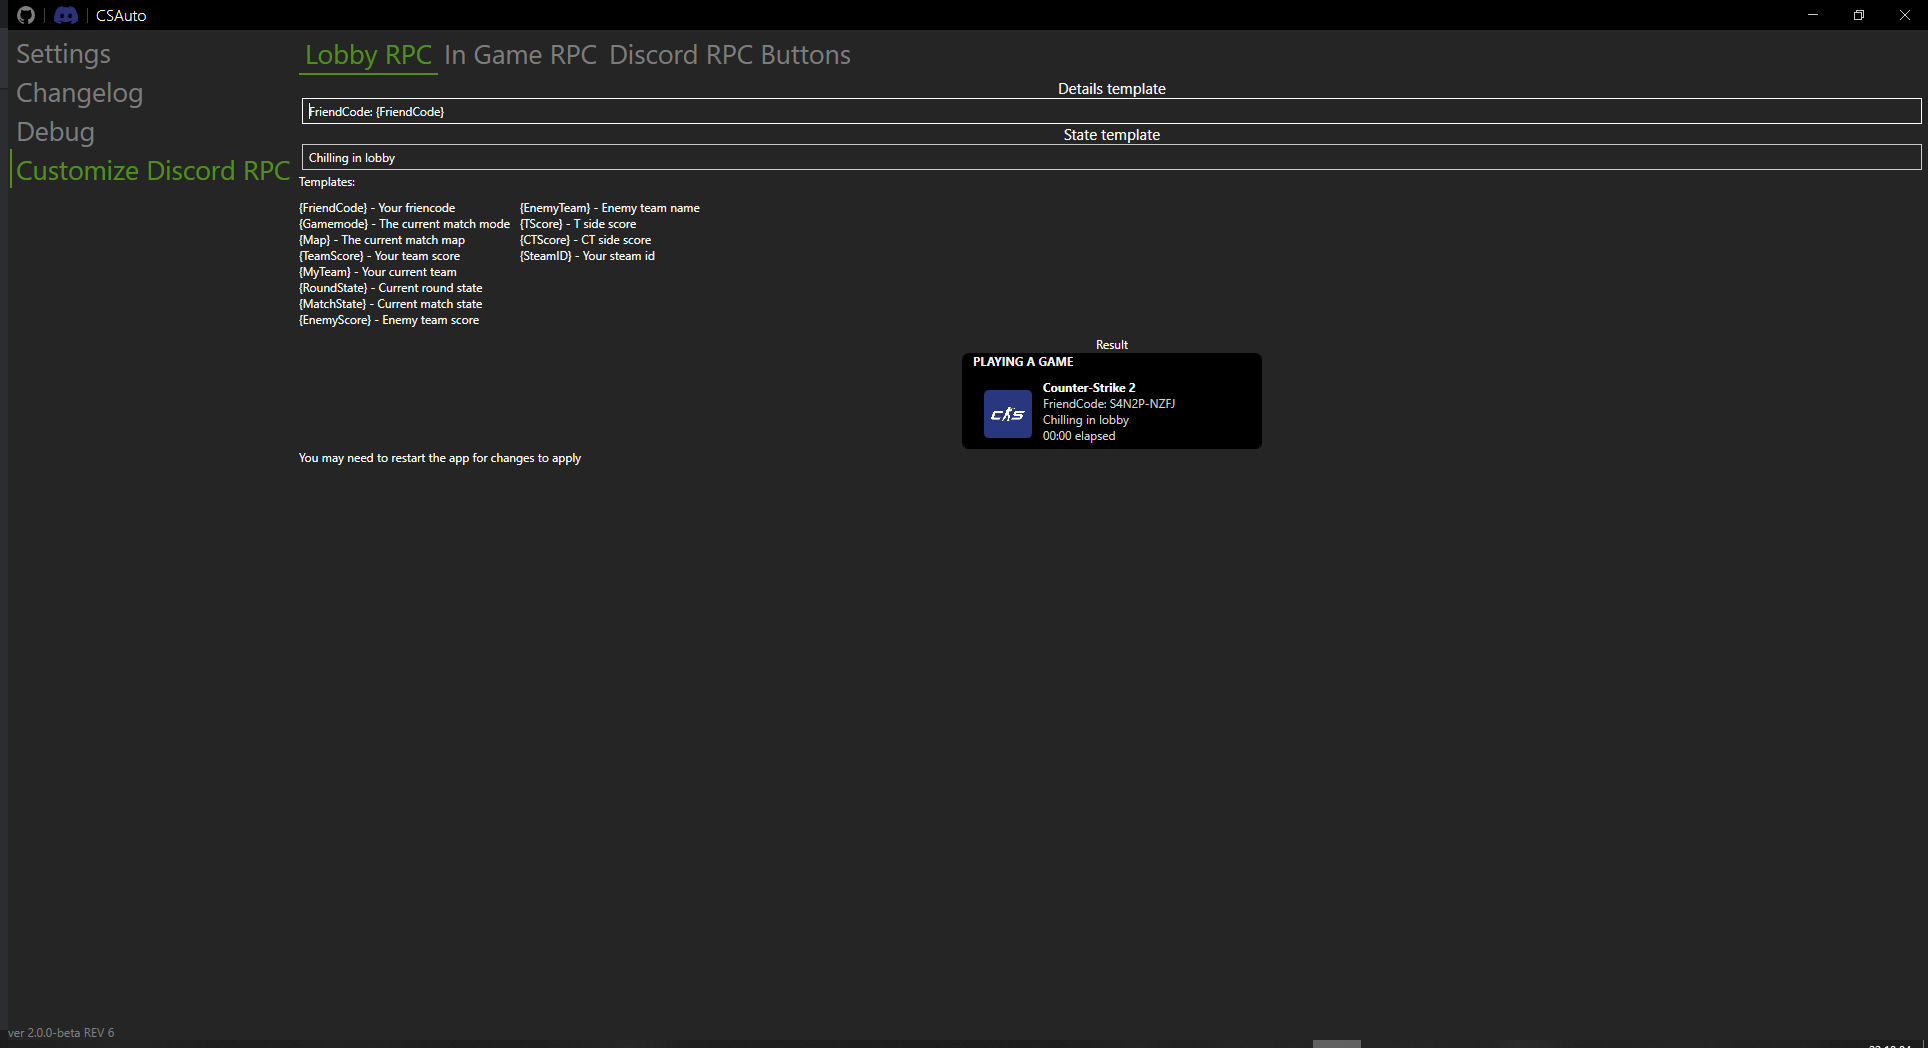 CSAuto
Settings
Changelog
Debug
Customize Discord RPC
Lobby RPC In Game RPC Discord RPC Buttons
Details template
FriendCode: {FriendCode}
State template
Chilling in lobby
Templates:
{FriendCode} - Your friencode
{Gamemode} - The current match mode
{Map} - The current match map
{TeamScore} - Your team score
{MyTeam} - Your current team
{RoundState} - Current round state
{MatchState} - Current match state
{EnemyScore} - Enemy team score
{EnemyTeam} - Enemy team name
{TScore} - T side score
{CTScore} - CT side score
{SteamID} - Your steam id
Result
PLAYING A GAME
Counter-Strike 2
FriendCode: S4N2P-NZFJ
Chilling in lobby
00:00 elapsed
You may need to restart the app for changes to apply
ver 2.0.0-beta REV 6